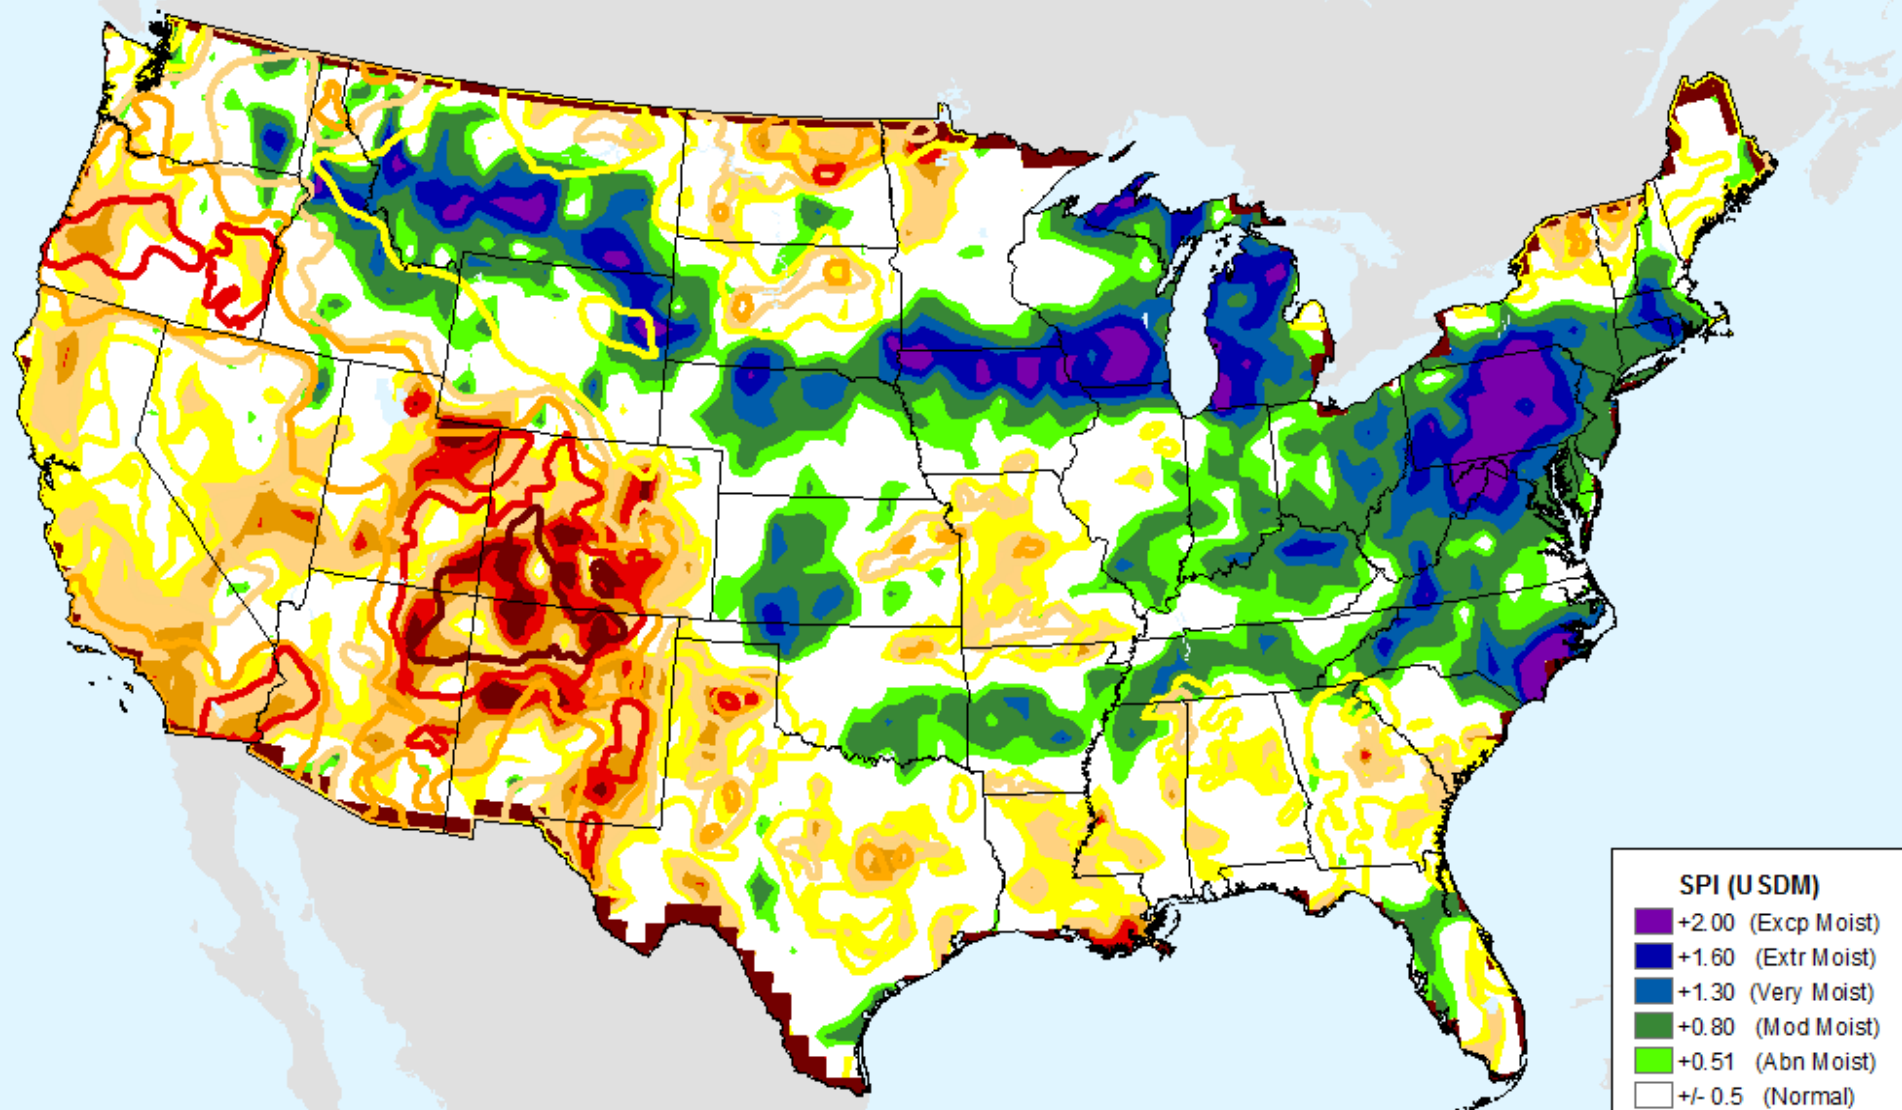 SPI (USDM)
+2.00 (Excp Moist)
+1.60 (Extr Moist)
+1.30 (Very Moist)
+0.80 (Mod Moist)
+0.51 (Abn Moist)
+/- 0.5 (Normal)